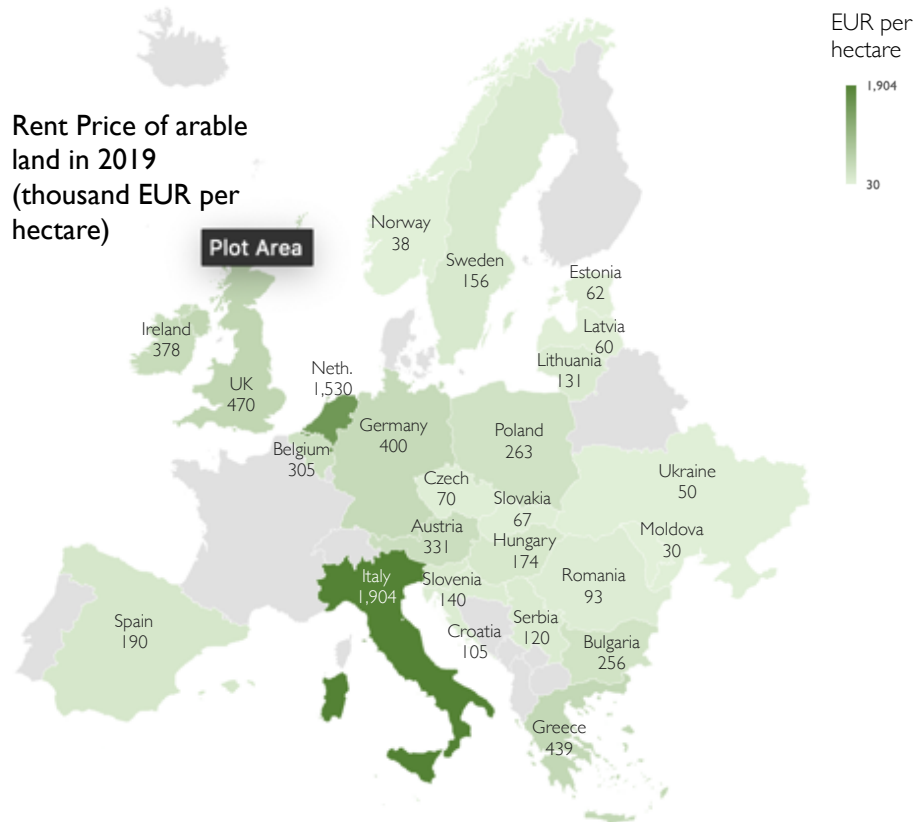 EUR per
hectare
1,904
30
Rent Price of arable
land in 2019
(thousand EUR per
hectare)
Plot Area
Norway
38
Sweden
156
Estonia
62
Latvia
60
Lithuania
131
Ireland
378
UK
470
Neth.
1,530
Germany
400
Poland
263
Belgium
305
Czech
70
Ukraine
50
Slovakia
67
Moldova
30
Austria
331
Hungary
174
Italy
1,904
Slovenia
140
Romania
93
Spain
190
Croatia
105
Serbia
120
Bulgaria
256
Greece
439